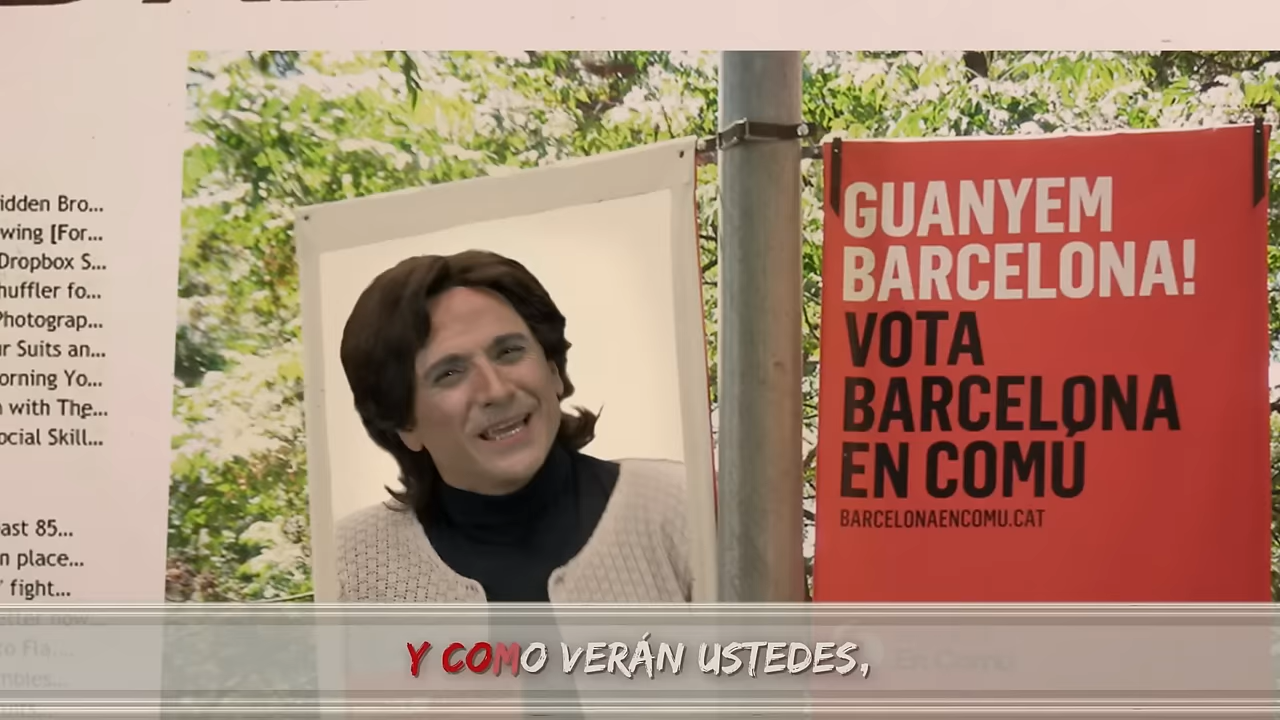 idden Bro...
wing [For...
Dropbox S...
huffler fo...
Photograp...
r Suits an...
orning Yo...
with The...
ocial Skill...
ast 85...
n place...
fight...
GUANYEM
BARCELONA!
VOTA
BARCELONA
EN COMÚ
BARCELONAENCOMU.CAT
Y COMO VERÁN USTEDES,